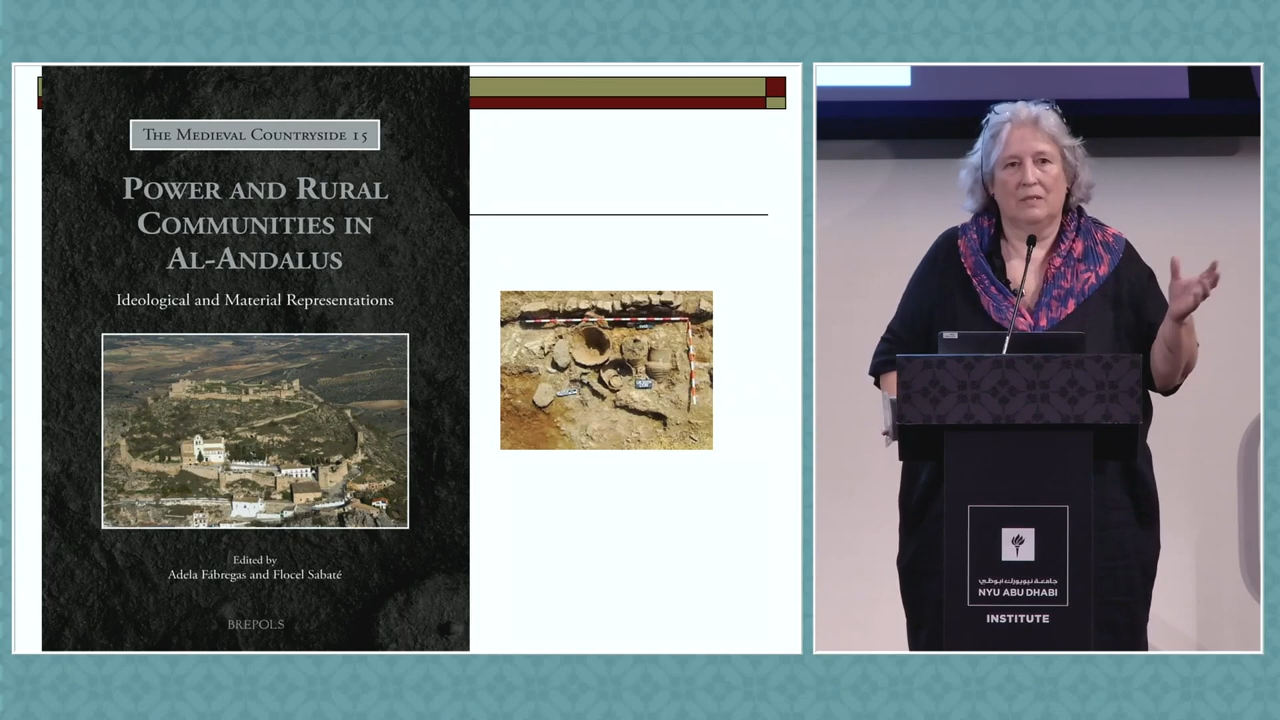 The Medieval Countryside 15
Power and Rural
Communities in
Al-Andalus
Ideological and Material Representations
Edited by
Adela Fábregas and Flocel Sabaté
BREPOLS
جامعة نيويورك أبوظبي
NYU ABU DHABI
INSTITUTE